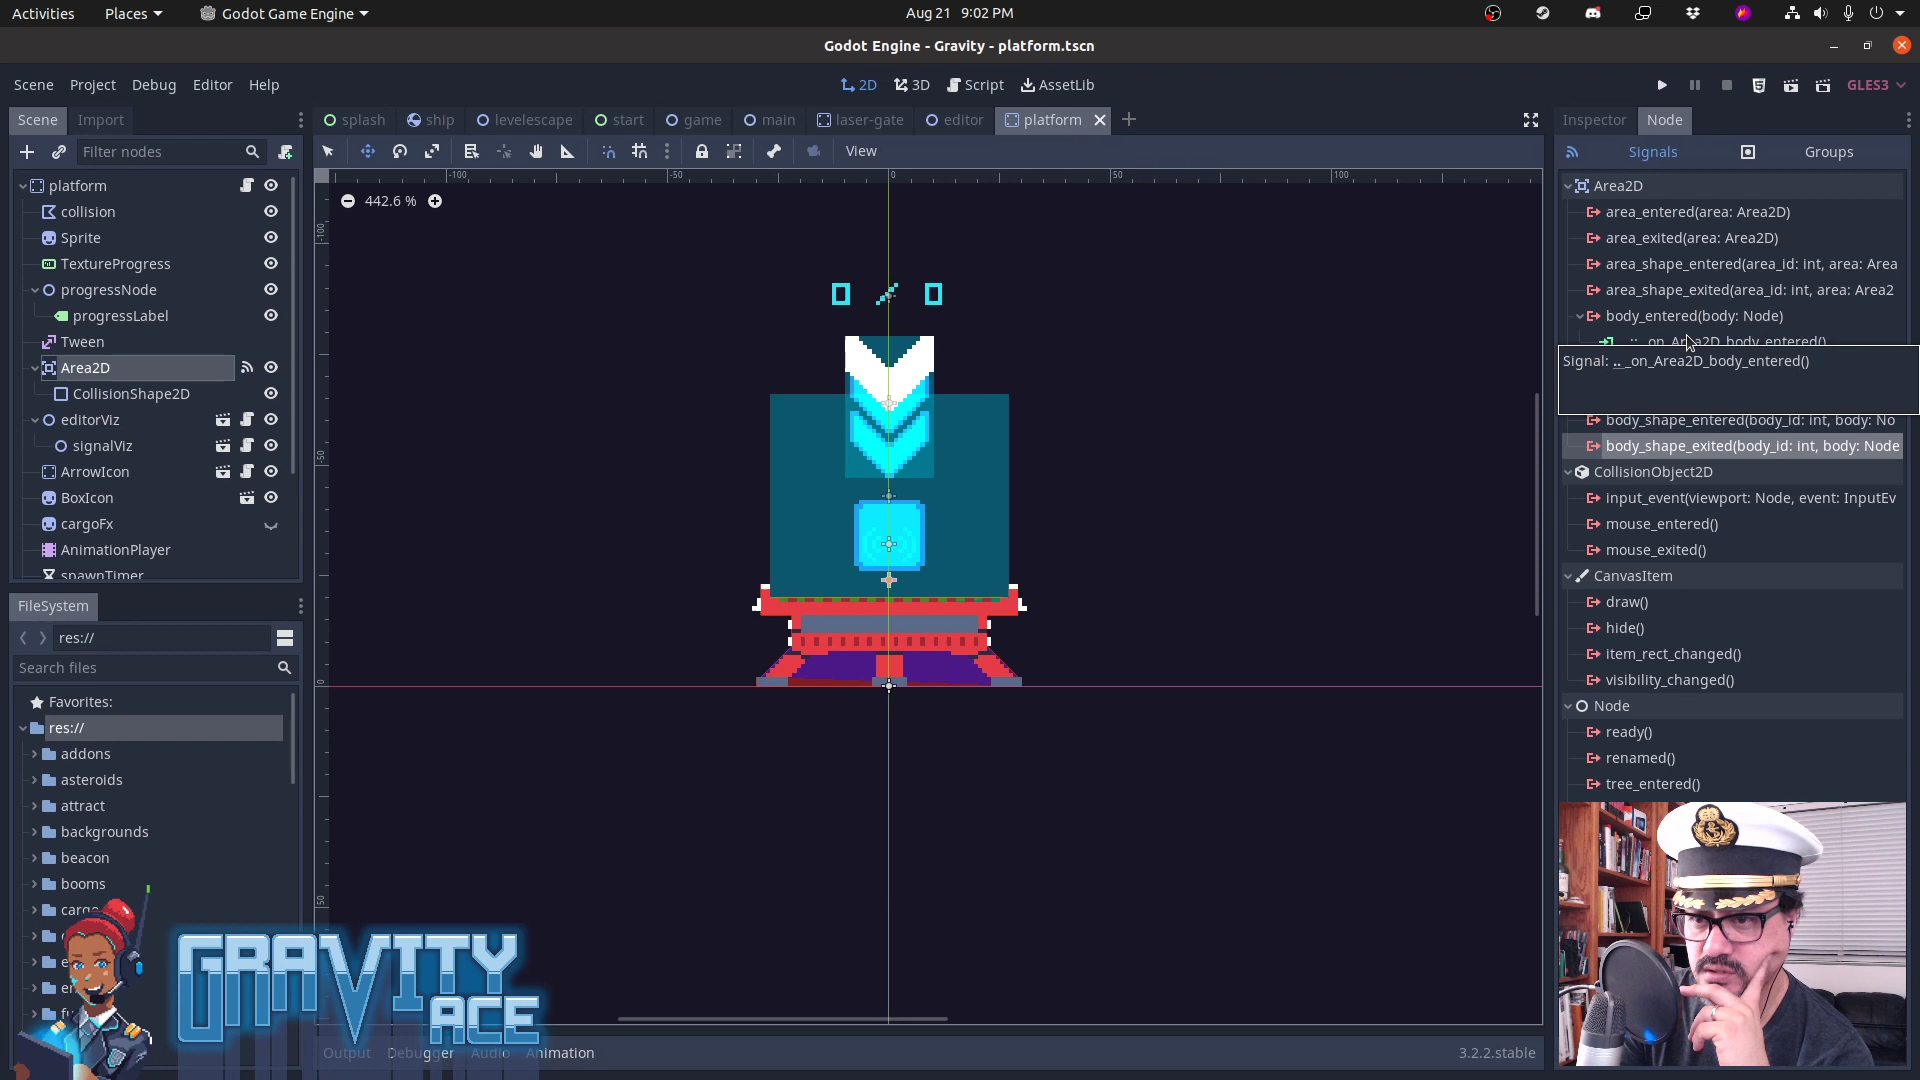 Activities
Places
Godot Game Engine
Aug 21 9:02 PM
Godot Engine - Gravity - platform.tscn
Scene
Project
Debug
Editor
Help
2D
3D
Script
AssetLib
GLES3
Scene
Import
splash
ship
levelescape
start
game
main
laser-gate
editor
platform
Inspector
Node
Filter nodes
View
Signals
Groups
442.6 %
-100
-50
0
50
100
-100
-50
0
50
platform
collision
Sprite
TextureProgress
progressNode
progressLabel
Tween
Area2D
CollisionShape2D
editorViz
signalViz
ArrowIcon
BoxIcon
cargoFx
AnimationPlayer
spawnTimer
FileSystem
res://
Search files
Favorites:
res://
addons
asteroids
attract
backgrounds
beacon
booms
GRAVITY
ACE
0
0
Area2D
area_entered(area: Area2D)
area_exited(area: Area2D)
area_shape_entered(area_id: int, area: Area
area_shape_exited(area_id: int, area: Area2
body_entered(body: Node)
.. :: _on_Area2D_body_entered()
Signal: .. _on_Area2D_body_entered()
body_shape_entered(body_id: int, body: No
body_shape_exited(body_id: int, body: Node
CollisionObject2D
input_event(viewport: Node, event: InputEv
mouse_entered()
mouse_exited()
CanvasItem
draw()
hide()
item_rect_changed()
visibility_changed()
Node
ready()
renamed()
tree_entered()
Output
Debugger
Audio
Animation
3.2.2.stable